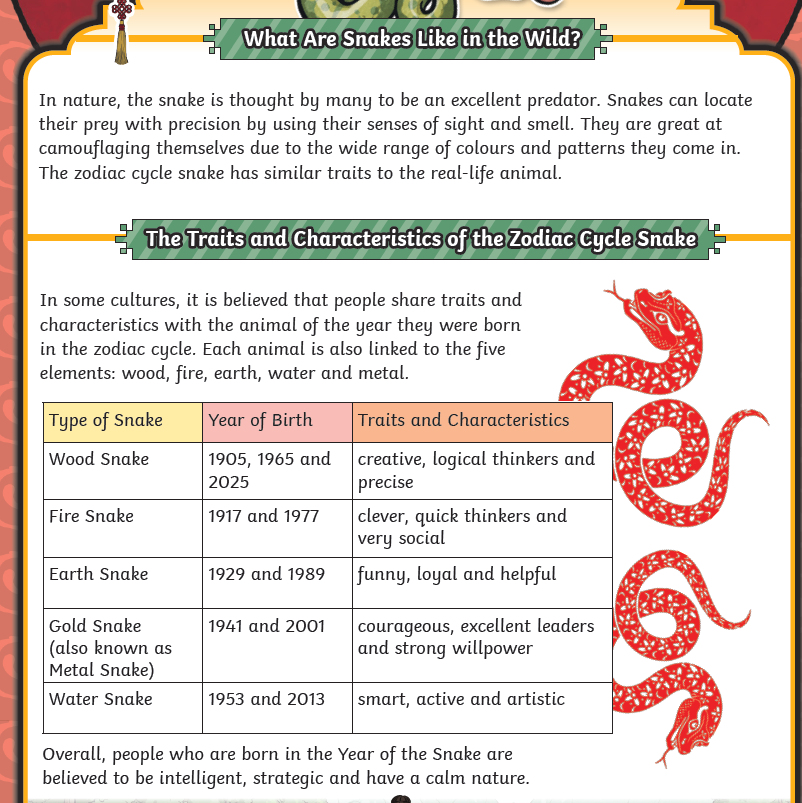 What Are Snakes Like in the Wild?
In nature, the snake is thought by many to be an excellent predator. Snakes can locate
their prey with precision by using their senses of sight and smell. They are great at
camouflaging themselves due to the wide range of colours and patterns they come in.
The zodiac cycle snake has similar traits to the real-life animal.
The Traits and Characteristics of the Zodiac Cycle Snake
In some cultures, it is believed that people share traits and
characteristics with the animal of the year they were born
in the zodiac cycle. Each animal is also linked to the five
elements: wood, fire, earth, water and metal.
Type of Snake Year of Birth Traits and Characteristics
Wood Snake 1905, 1965 and creative, logical thinkers and
2025 precise
Fire Snake 1917 and 1977 clever, quick thinkers and
very social
Earth Snake 1929 and 1989 funny, loyal and helpful
Gold Snake 1941 and 2001 courageous, excellent leaders
(also known as and strong willpower
Metal Snake)
Water Snake 1953 and 2013 smart, active and artistic
Overall, people who are born in the Year of the Snake are
believed to be intelligent, strategic and have a calm nature.